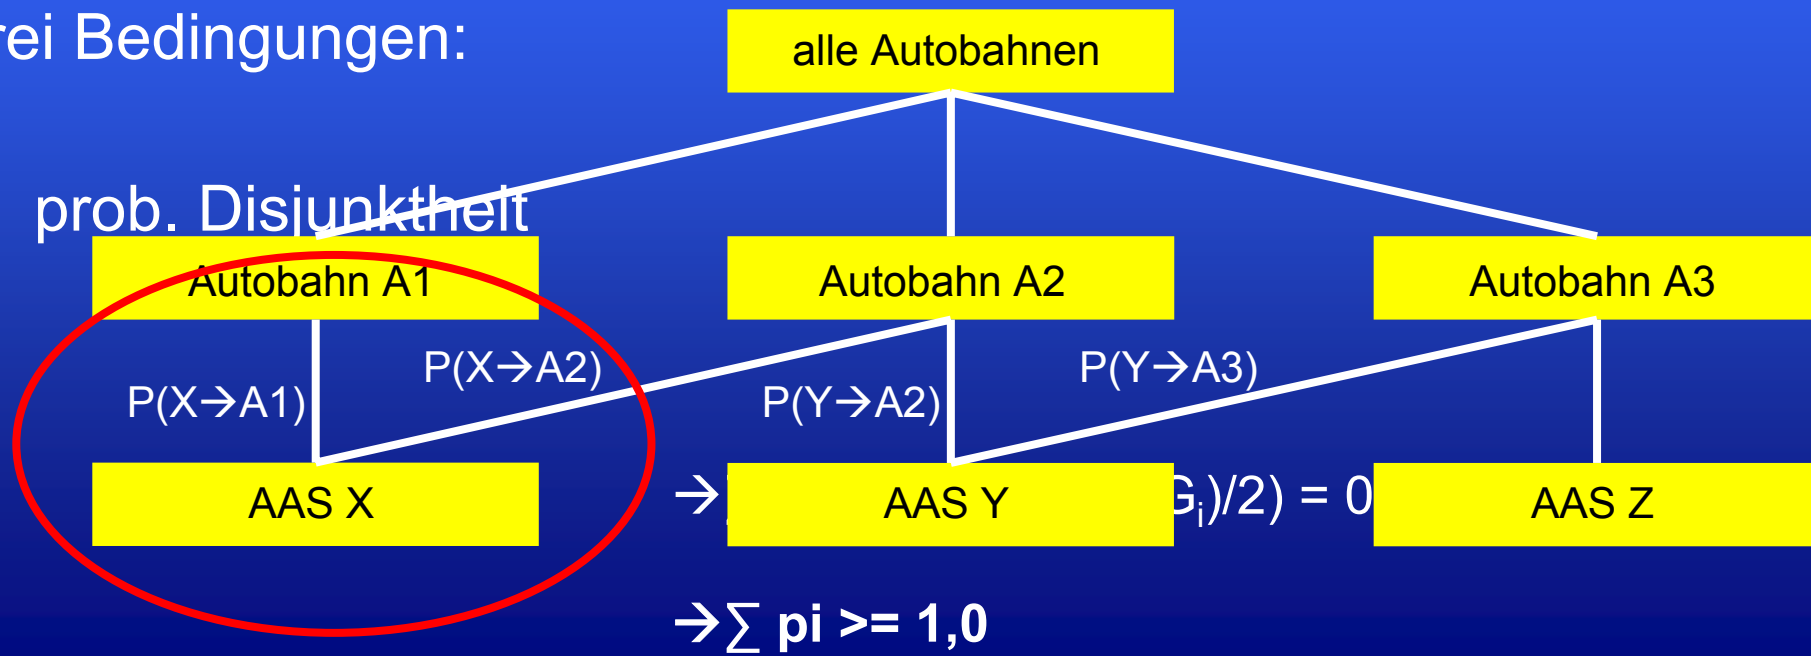 rei Bedingungen:
alle Autobahnen
prob. Disjunktheit
Autobahn A1
Autobahn A2
Autobahn A3
P(X→A1)
P(X→A2)
P(Y→A2)
P(Y→A3)
AAS X
→
AAS Y
Gᵢ)/2) = 0
AAS Z
→∑ pi >= 1,0